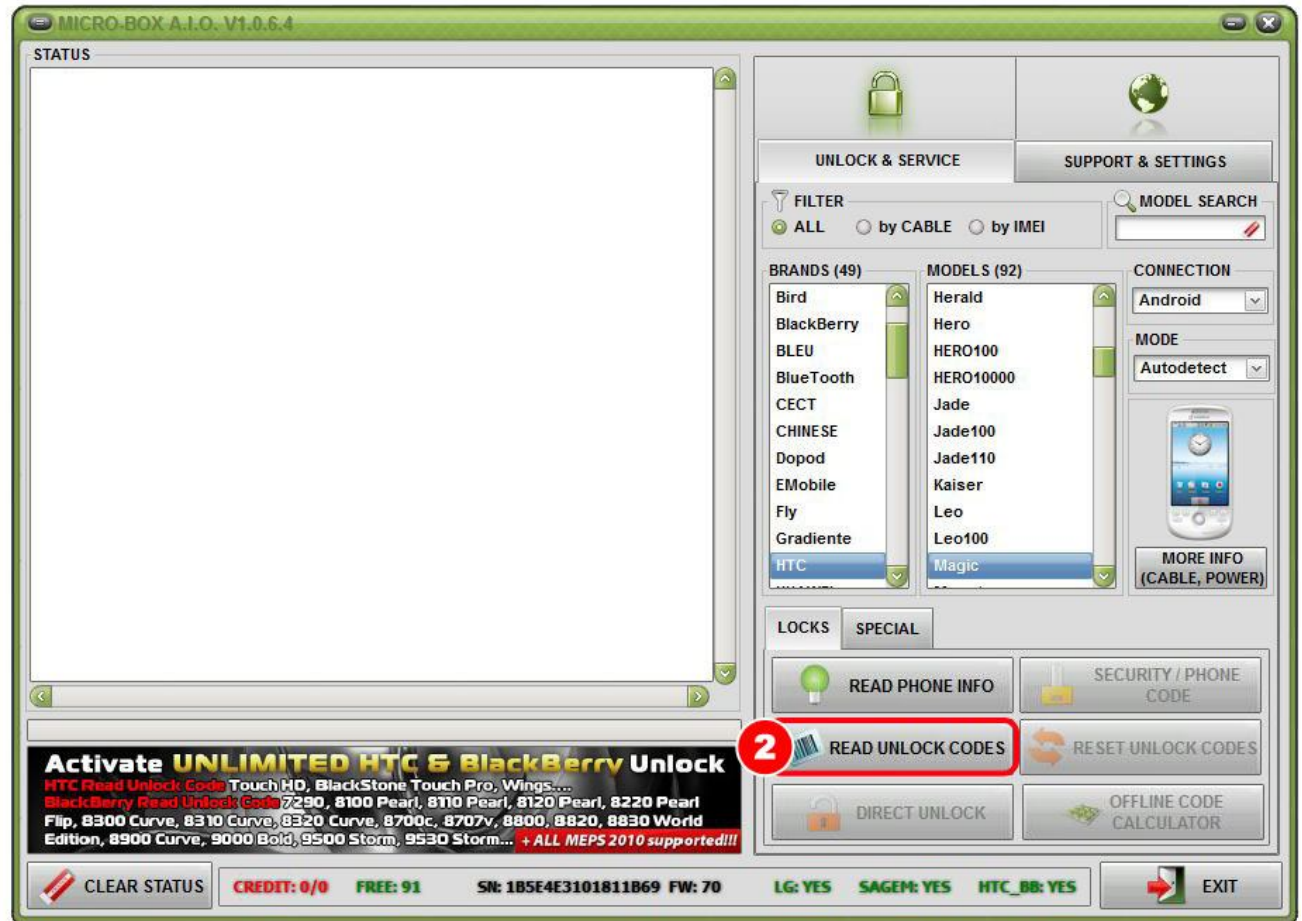 MICRO-BOX A.I.O. V1.0.6.4
STATUS
UNLOCK & SERVICE
SUPPORT & SETTINGS
FILTER
ALL
by CABLE
by IMEI
MODEL SEARCH
BRANDS (49)
Bird
BlackBerry
BLEU
BlueTooth
CECT
CHINESE
Dopod
EMobile
Fly
Gradiente
HTC
MODELS (92)
Herald
Hero
HERO100
HERO10000
Jade
Jade100
Jade110
Kaiser
Leo
Leo100
Magic
CONNECTION
Android
MODE
Autodetect
MORE INFO
(CABLE, POWER)
LOCKS
SPECIAL
READ PHONE INFO
SECURITY / PHONE
CODE
2
READ UNLOCK CODES
RESET UNLOCK CODES
DIRECT UNLOCK
OFFLINE CODE
CALCULATOR
Activate UNLIMITED HTC & BlackBerry Unlock
HTC Read Unlock Code Touch HD, BlackStone Touch Pro, Wings....
BlackBerry Read Unlock Code 7290, 8100 Pearl, 8110 Pearl, 8120 Pearl, 8220 Pearl
Flip, 8300 Curve, 8310 Curve, 8320 Curve, 8700c, 8707v, 8800, 8820, 8830 World
Edition, 8900 Curve, 9000 Bold, 9500 Storm, 9530 Storm... + ALL MEPS 2010 supported!!!
CLEAR STATUS
CREDIT: 0/0
FREE: 91
SN: 1B5E4E3101811B69 FW: 70
LG: YES
SAGEM: YES
HTC_BB: YES
EXIT